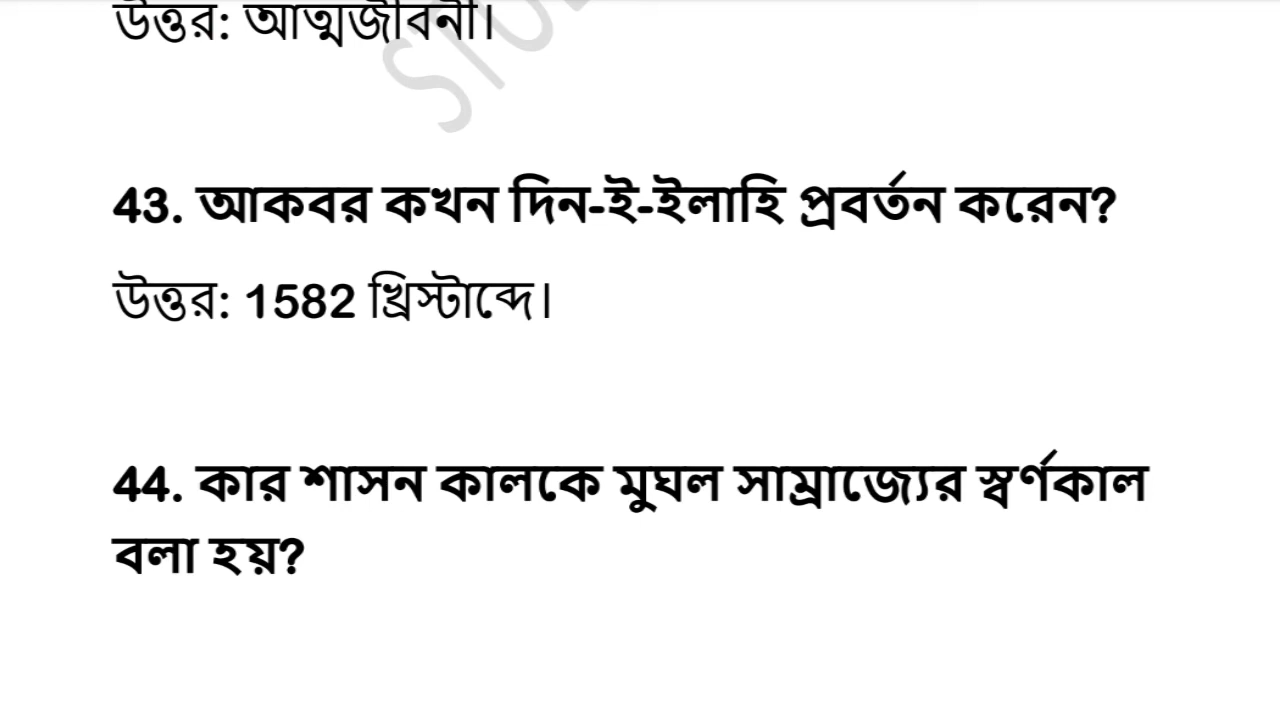 উত্তর: আত্মজীবনী।
43. আকবর কখন দিন-ই-ইলাহি প্রবর্তন করেন?
উত্তর: 1582 খ্রিস্টাব্দে।
44. কার শাসন কালকে মুঘল সাম্রাজ্যের স্বর্ণকাল
বলা হয়?